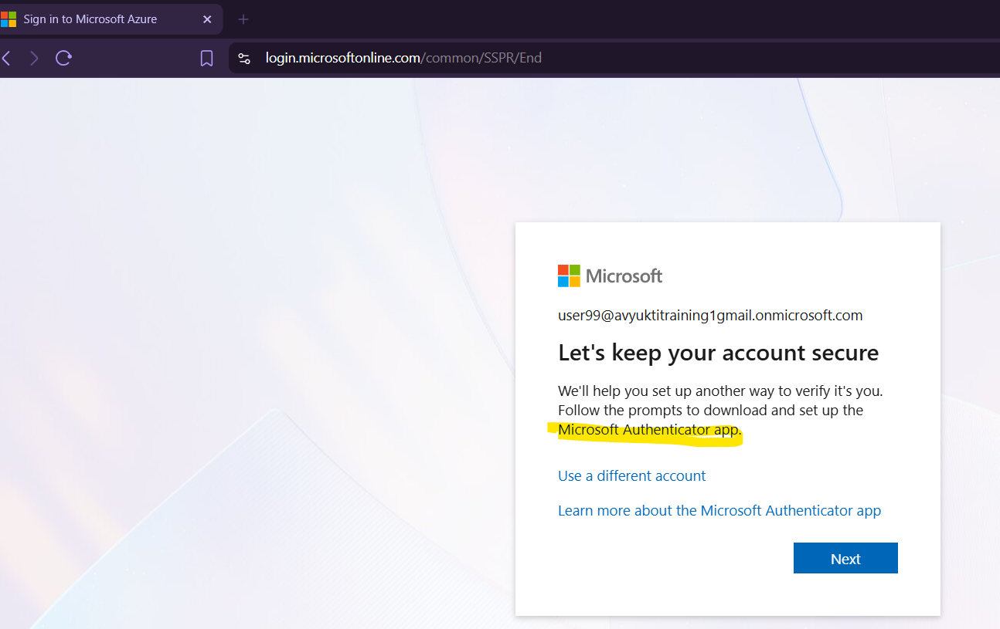 Sign in to Microsoft Azure
login.microsoftonline.com/common/SSPR/End
Microsoft
user99@avyuktitraining1gmail.onmicrosoft.com
Let's keep your account secure
We'll help you set up another way to verify it's you.
Follow the prompts to download and set up the
Microsoft Authenticator app.
Use a different account
Learn more about the Microsoft Authenticator app
Next